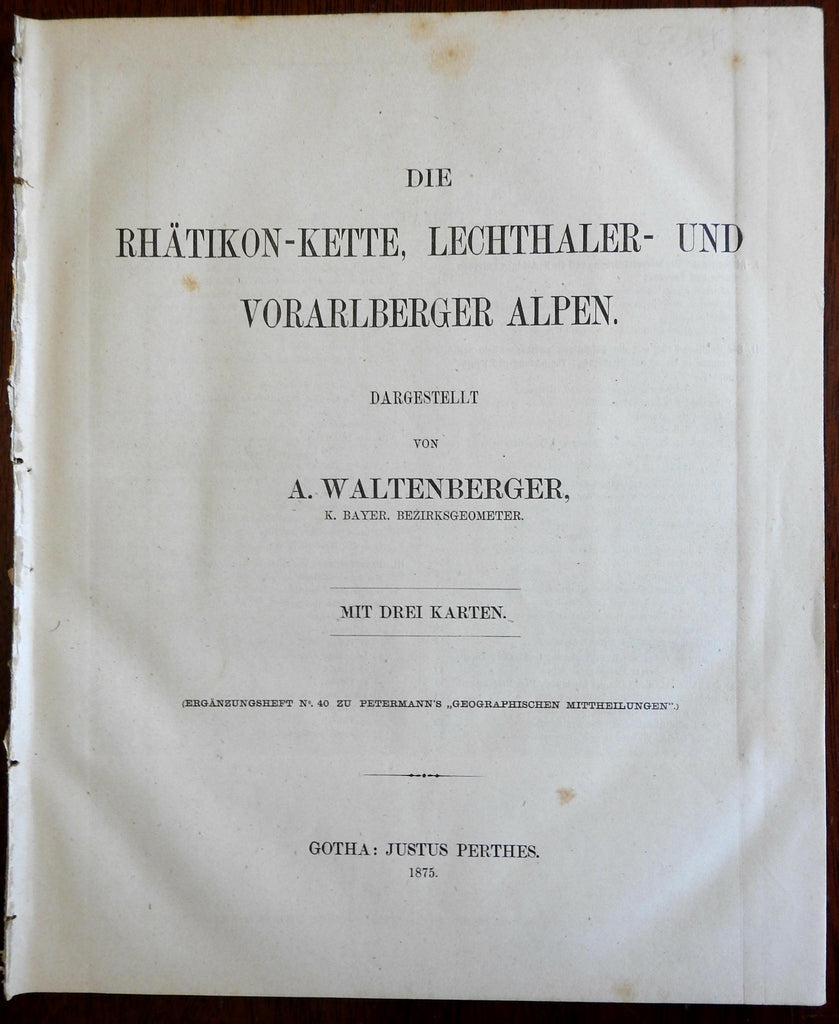 DIE
RHÄTIKON-KETTE, LECHTHALER- UND
VORARLBERGER ALPEN.
DARGESTELLT
VON
A. WALTENBERGER,
K. BAYER. BEZIRKSGEOMETER.
MIT DREI KARTEN.
(ERGÄNZUNGSHEFT No. 40 ZU PETERMANN'S „GEOGRAPHISCHEN MITTHEILUNGEN“.)
GOTHA: JUSTUS PERTHES.
1875.